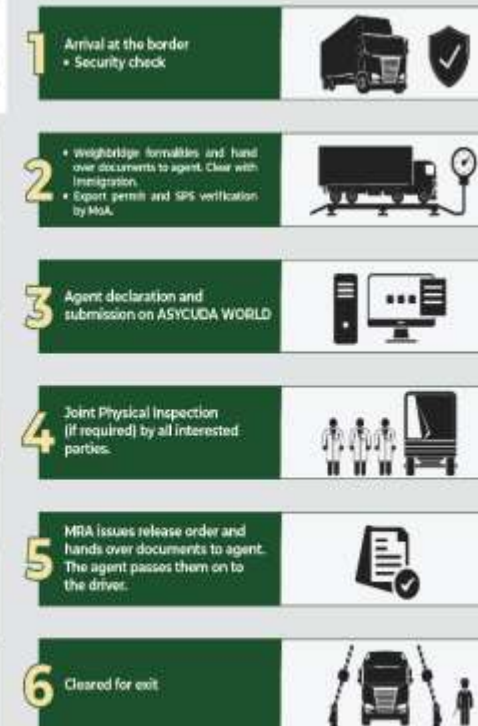 1
Arrival at the border
• Security check
2
• Weighbridge formalities and hand
over documents to agent. Clear with
Immigration.
• Export permit and SPS verification
by MoA.
3
Agent declaration and
submission on ASYCUDA WORLD
4
Joint Physical Inspection
(if required) by all interested
parties.
5
MRA issues release order and
hands over documents to agent.
The agent passes them on to
the driver.
6
Cleared for exit